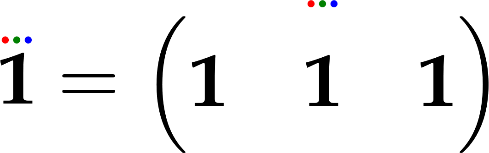 1 = ( 1 1 1 )